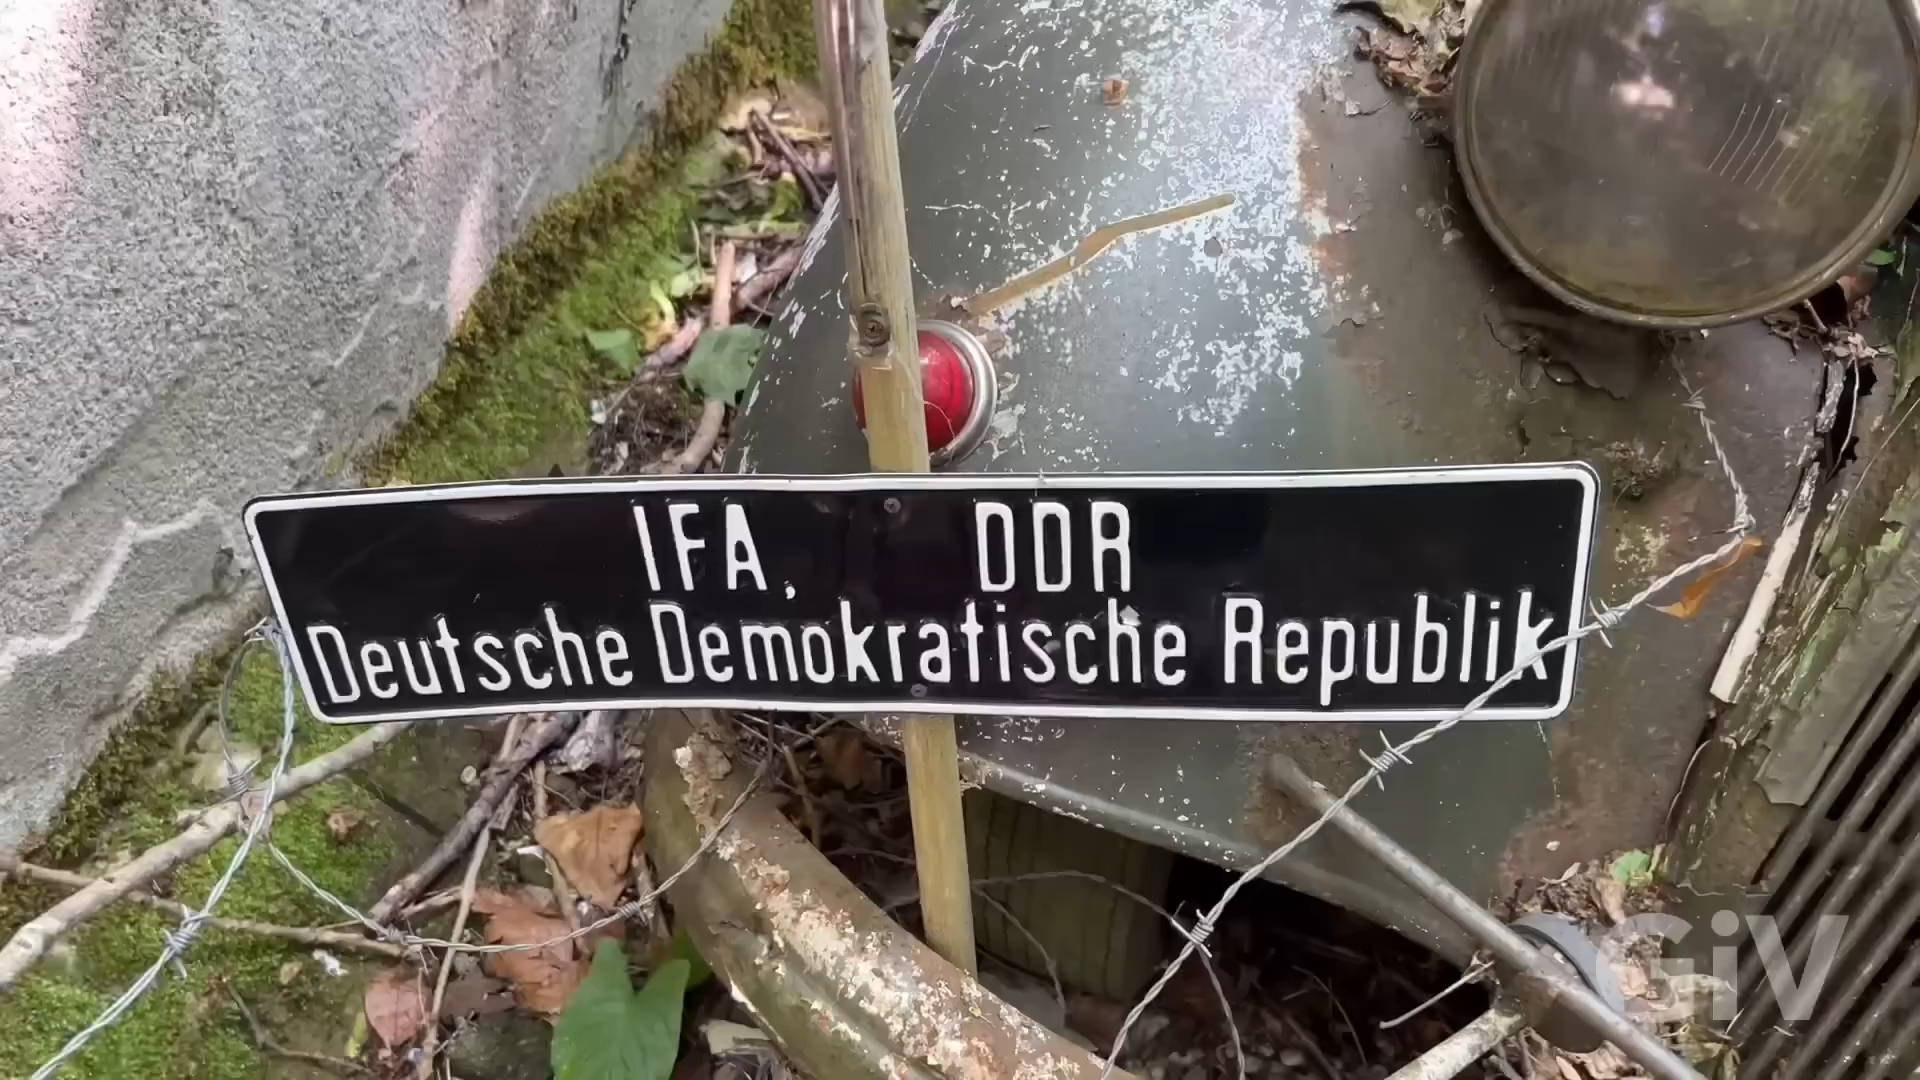 IFA, DDR
Deutsche Demokratische Republik
GiV